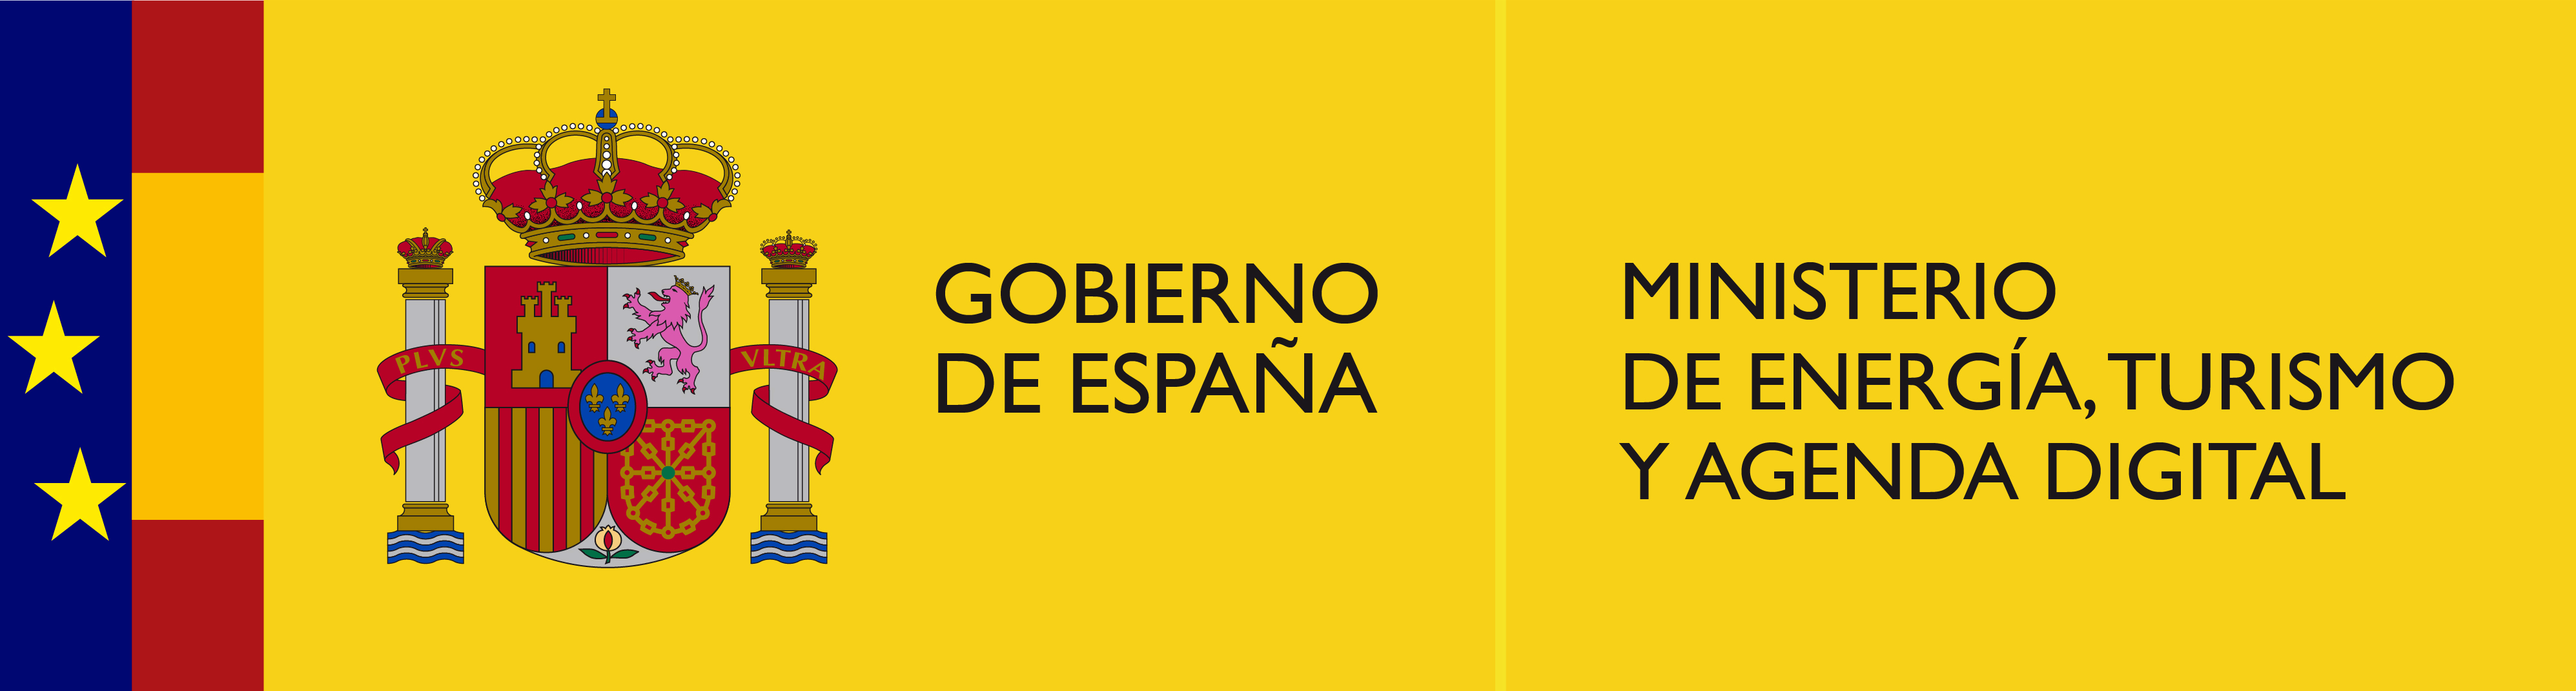 PLVS
VLTRA
GOBIERNO
DE ESPAÑA
MINISTERIO
DE ENERGÍA, TURISMO
Y AGENDA DIGITAL